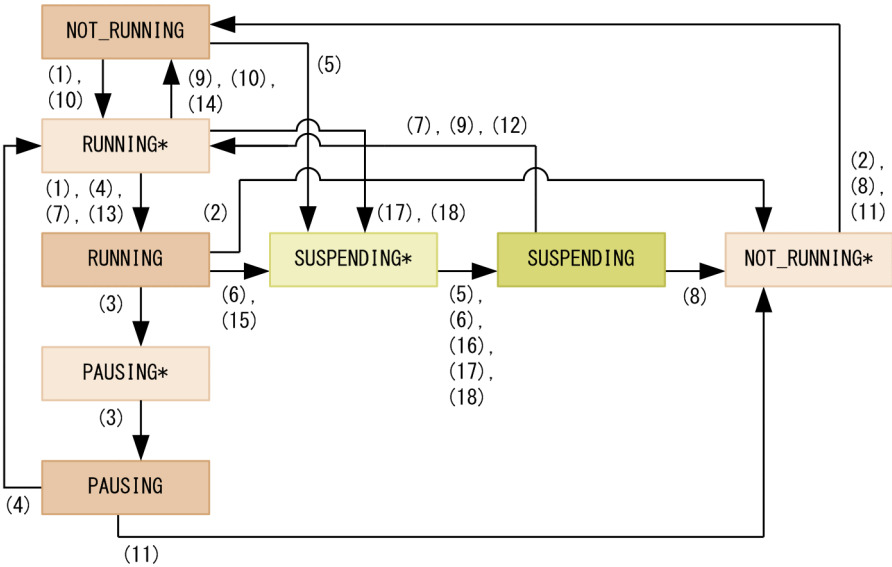 NOT_RUNNING
(1),
(10)
(9), (10),
(14)
(5)
RUNNING*
(7), (9), (12)
(1), (4),
(7), (13)
(2)
(17), (18)
(2),
(8),
(11)
RUNNING
SUSPENDING*
SUSPENDING
NOT_RUNNING*
(3)
(6),
(15)
(5),
(6),
(16),
(17),
(18)
(8)
PAUSING*
(3)
PAUSING
(4)
(11)